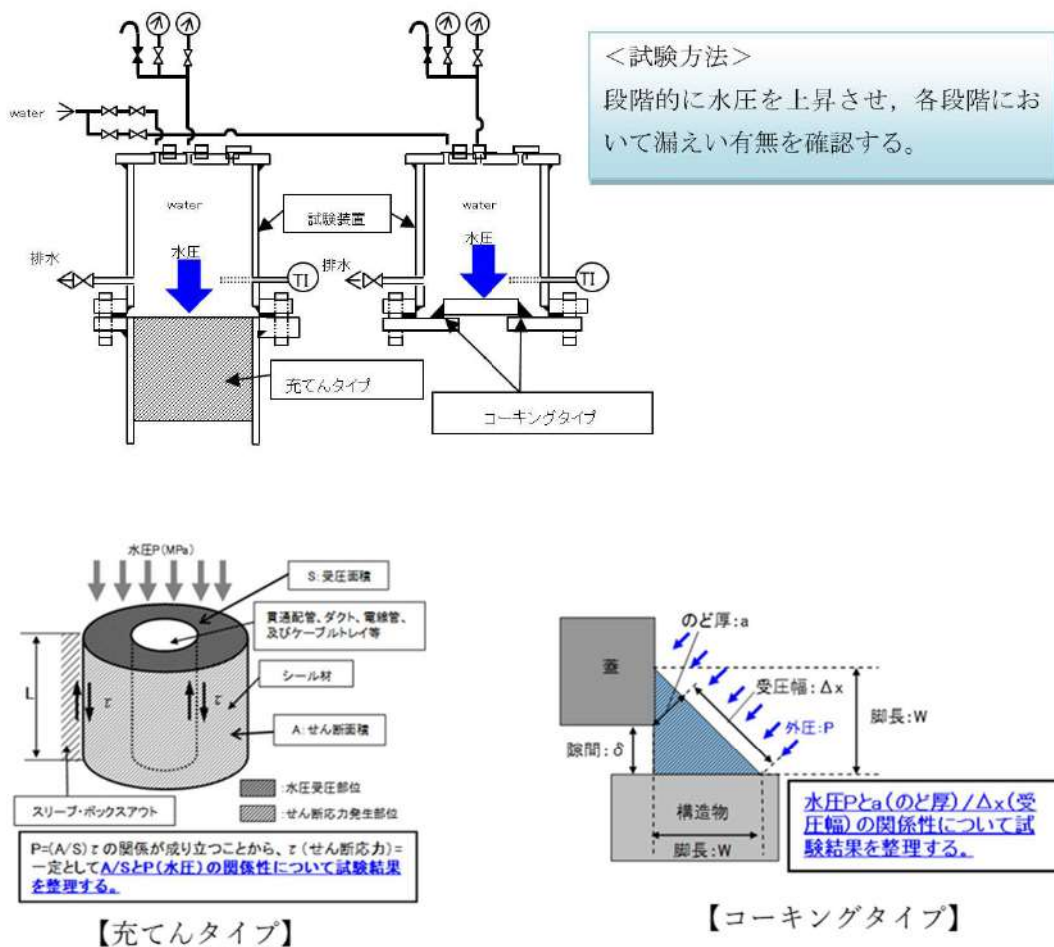 <試験方法>
段階的に水圧を上昇させ，各段階にお
いて漏えい有無を確認する。
water
water
water
試験装置
水圧
水圧
排水
排水
TI
TI
充てんタイプ
コーキングタイプ
水圧P(MPa)
S:受圧面積
貫通配管、ダクト、電線管、
及びケーブルトレイ等
L
τ
τ
シール材
A:せん断面積
:水圧受圧部位
:せん断応力発生部位
スリーブ・ボックスアウト
P=(A/S)τの関係が成り立つことから、τ(せん断応力)=
一定としてA/SとP(水圧)の関係性について試験結果
を整理する。
【充てんタイプ】
のど厚:a
蓋
受圧幅:Δx
外圧:P
脚長:W
隙間:δ
構造物
脚長:W
水圧Pとa(のど厚)/Δx(受
圧幅)の関係性について試
験結果を整理する。
【コーキングタイプ】